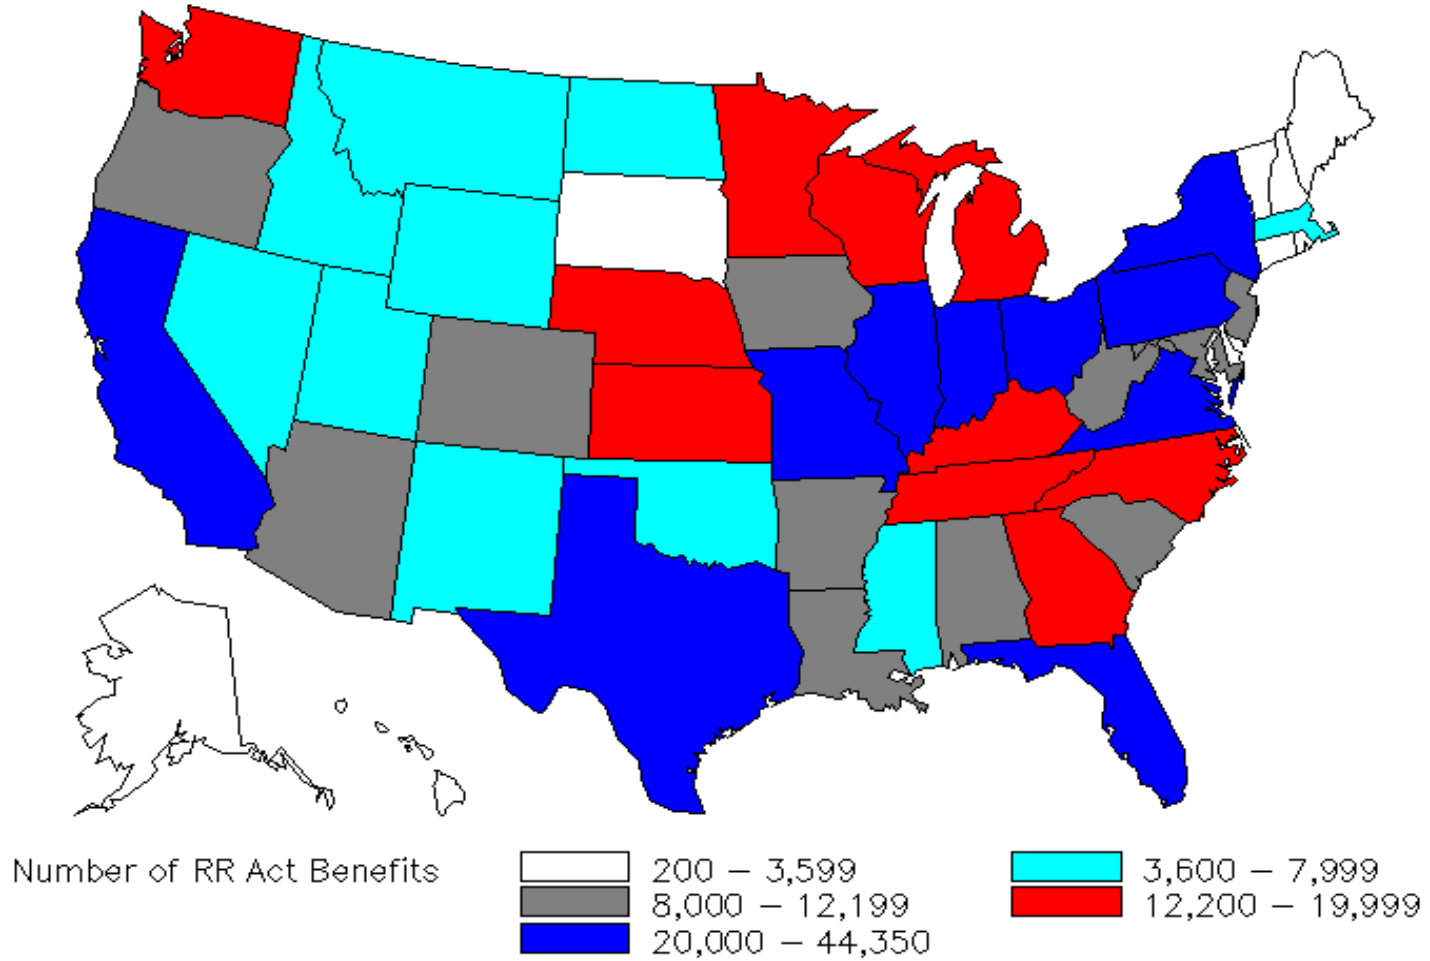 Number of RR Act Benefits
200 – 3,599
3,600 – 7,999
8,000 – 12,199
12,200 – 19,999
20,000 – 44,350